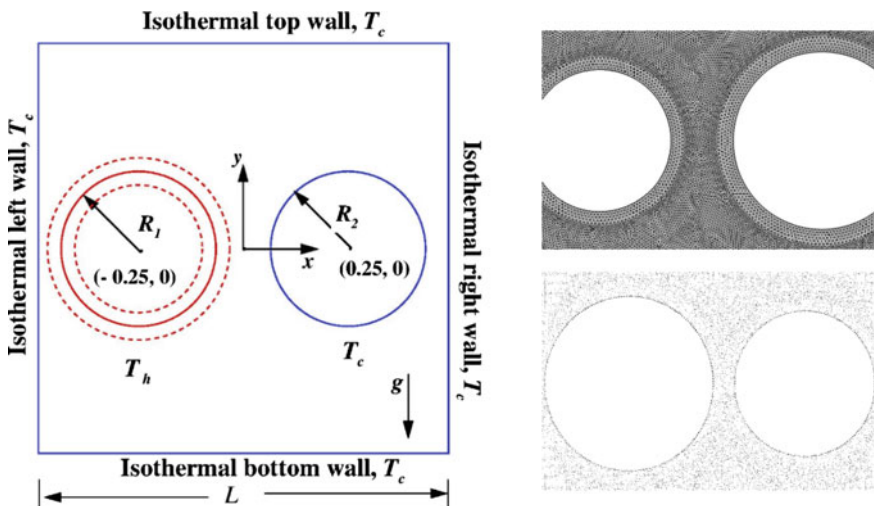 Isothermal top wall, T_c
Isothermal left wall, T_c
y
R_1
R_2
x
(- 0.25, 0)
(0.25, 0)
T_h
T_c
g
Isothermal right wall, T_c
Isothermal bottom wall, T_c
L